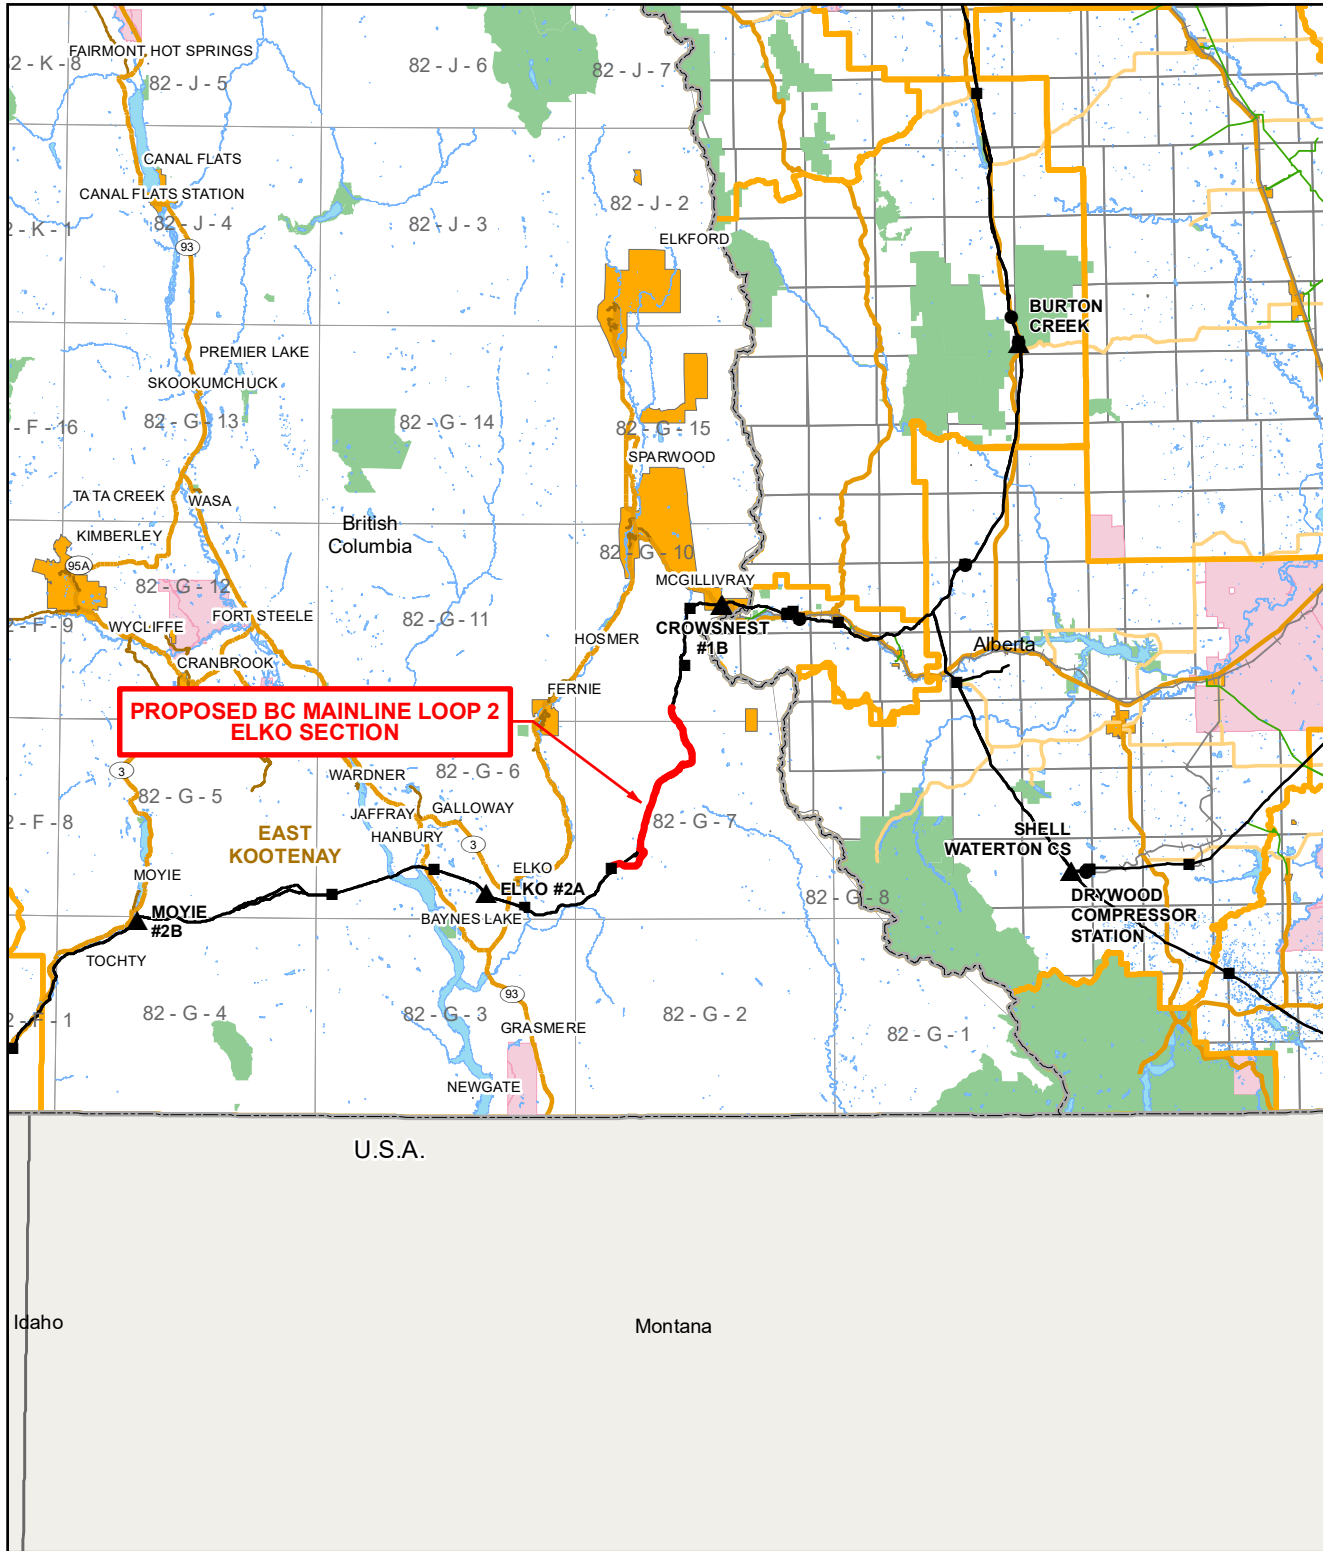 FAIRMONT HOT SPRINGS
2 - K - 8
82 - J - 5
82 - J - 6
82 - J - 7
CANAL FLATS
CANAL FLATS STATION
82 - J - 4
82 - J - 3
82 - J - 2
93
ELKFORD
BURTON
CREEK
PREMIER LAKE
SKOOKUMCHUCK
- F - 16
82 - G - 13
82 - G - 14
82 - G - 15
SPARWOOD
TA TA CREEK
WASA
KIMBERLEY
British
Columbia
95A
82 - G - 12
82 - G - 10
MCGILLIVRAY
FORT STEELE
82 - G - 11
WYCLIFFE
CROWSNEST
#1B
HOSMER
Alberta
CRANBROOK
FERNIE
PROPOSED BC MAINLINE LOOP 2
ELKO SECTION
3
WARDNER
82 - G - 6
82 - G - 5
JAFFRAY
GALLOWAY
82 - G - 7
HANBURY
EAST
KOOTENAY
3
SHELL
WATERTON CS
MOYIE
ELKO
ELKO #2A
82 - G - 8
DRYWOOD
COMPRESSOR
STATION
MOYIE
#2B
BAYNES LAKE
TOCHTY
93
82 - G - 4
82 - G - 3
82 - G - 2
82 - G - 1
GRASMERE
NEWGATE
U.S.A.
Idaho
Montana